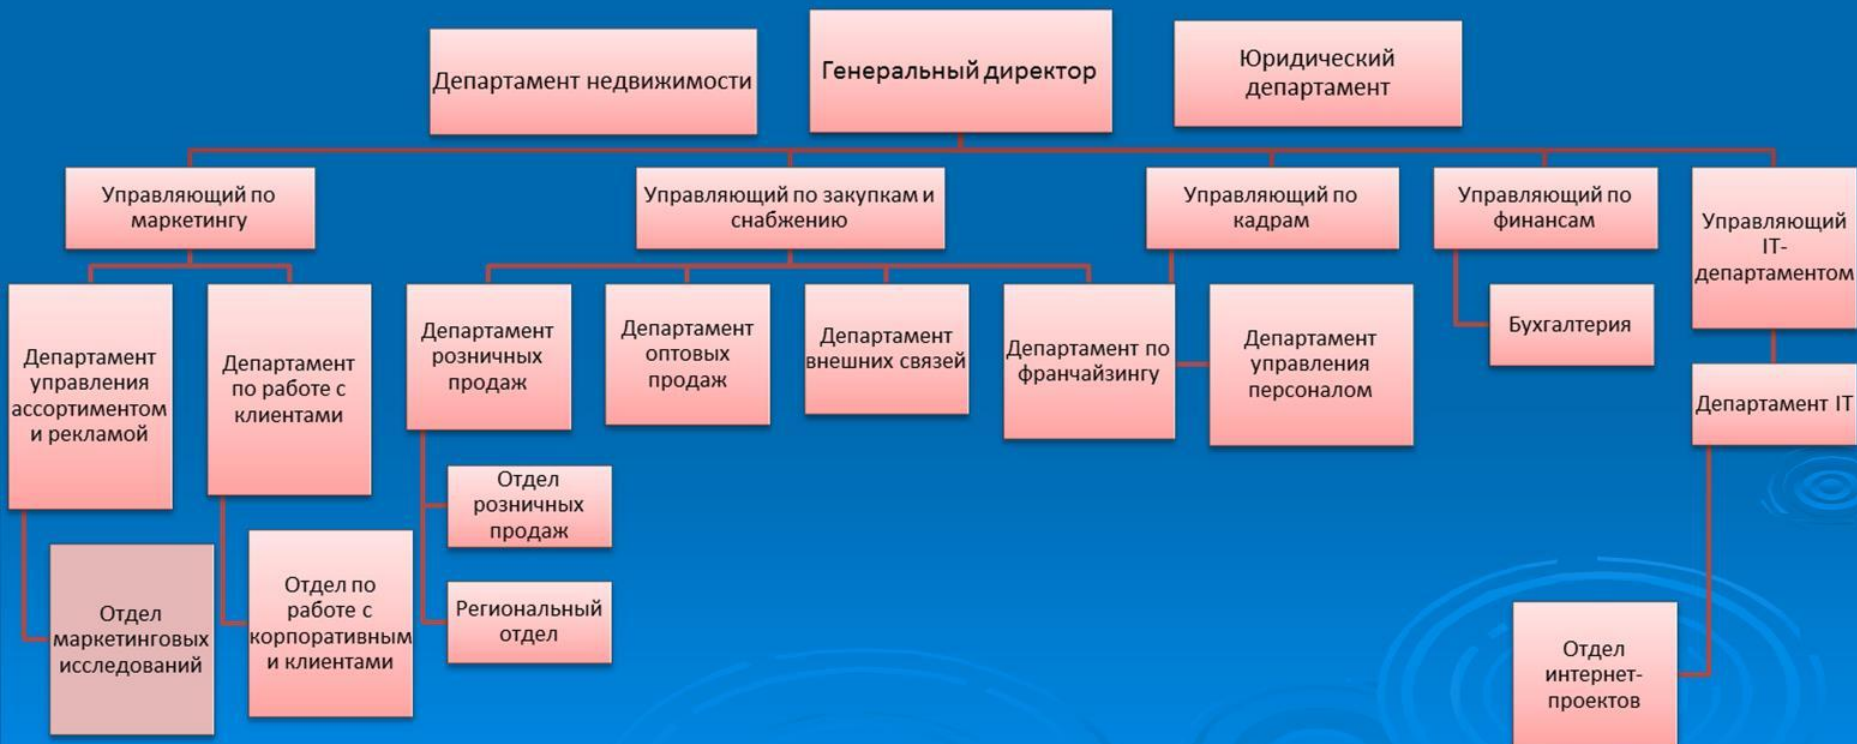 Департамент недвижимости
Генеральный директор
Юридический
департамент
Управляющий по
маркетингу
Управляющий по закупкам и
снабжению
Управляющий по
кадрам
Управляющий по
финансам
Управляющий
IT-
департаментом
Департамент
управления
ассортиментом
и рекламой
Департамент
по работе с
клиентами
Департамент
розничных
продаж
Департамент
оптовых
продаж
Департамент
внешних связей
Департамент по
франчайзингу
Департамент
управления
персоналом
Бухгалтерия
Департамент IT
Отдел
розничных
продаж
Региональный
отдел
Отдел
маркетинговых
исследований
Отдел по
работе с
корпоративным
и клиентами
Отдел
интернет-
проектов